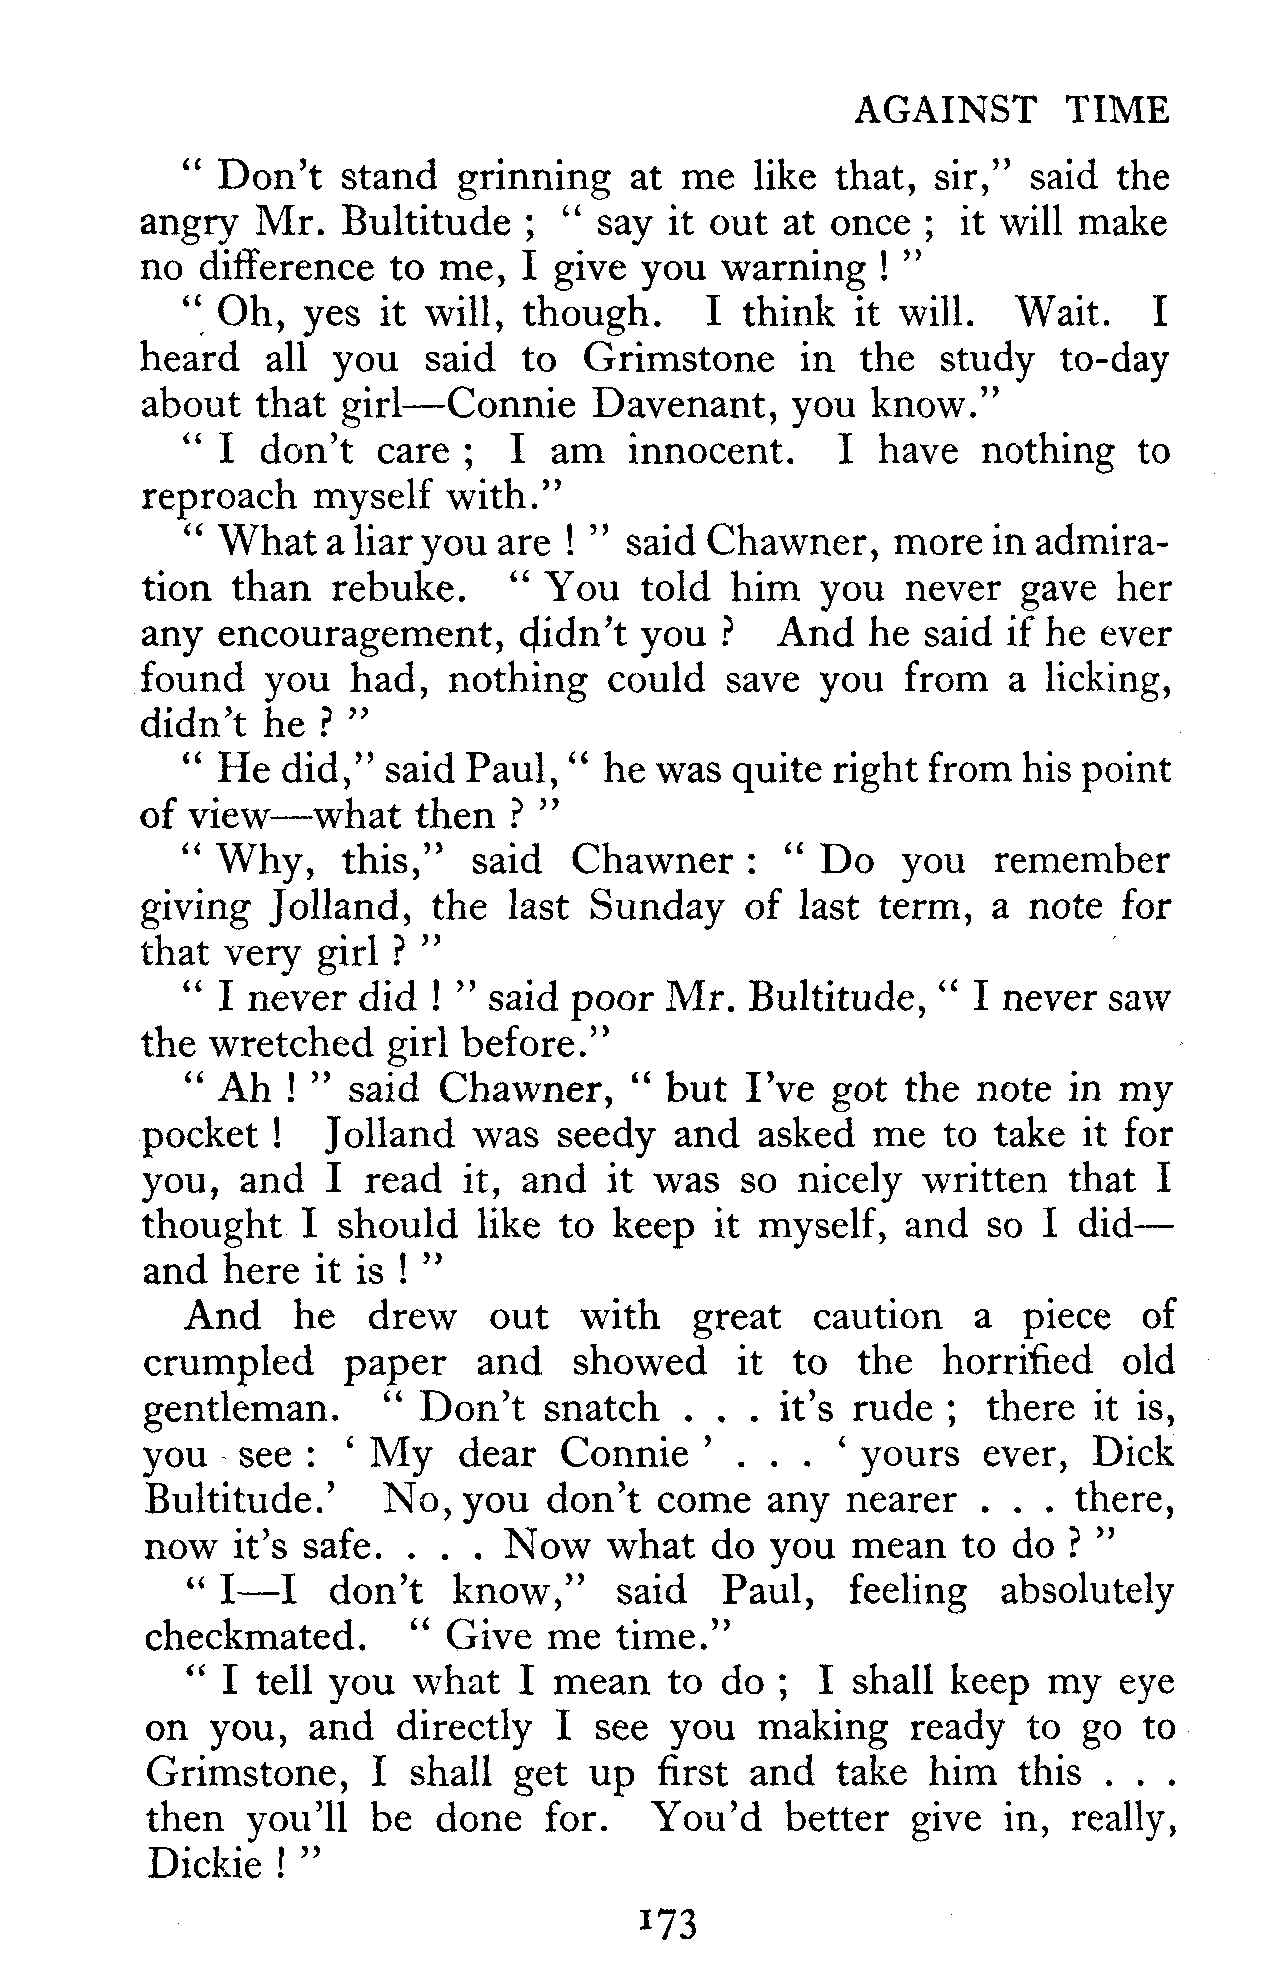 AGAINST TIME
“ Don't stand grinning at me like that, sir,” said the
angry Mr. Bultitude ; “ say it out at once ; it will make
no difference to me, I give you warning ! ”
“ Oh, yes it will, though. I think it will. Wait. I
heard all you said to Grimstone in the study to-day
about that girl—Connie Davenant, you know.”
“ I don't care ; I am innocent. I have nothing to
reproach myself with.”
“ What a liar you are ! ” said Chawner, more in admira-
tion than rebuke. “ You told him you never gave her
any encouragement, didn't you ? And he said if he ever
found you had, nothing could save you from a licking,
didn't he ? ”
“ He did,” said Paul, “ he was quite right from his point
of view—what then ? ”
“ Why, this,” said Chawner : “ Do you remember
giving Jolland, the last Sunday of last term, a note for
that very girl ? ”
“ I never did ! ” said poor Mr. Bultitude, “ I never saw
the wretched girl before.”
“ Ah ! ” said Chawner, “ but I've got the note in my
pocket ! Jolland was seedy and asked me to take it for
you, and I read it, and it was so nicely written that I
thought I should like to keep it myself, and so I did—
and here it is ! ”
And he drew out with great caution a piece of
crumpled paper and showed it to the horrified old
gentleman. “ Don't snatch . . . it's rude ; there it is,
you see : ‘ My dear Connie ’ . . . ‘ yours ever, Dick
Bultitude.’ No, you don't come any nearer . . . there,
now it's safe. . . . Now what do you mean to do ? ”
“ I—I don't know,” said Paul, feeling absolutely
checkmated. “ Give me time.”
“ I tell you what I mean to do ; I shall keep my eye
on you, and directly I see you making ready to go to
Grimstone, I shall get up first and take him this . . .
then you'll be done for. You'd better give in, really,
Dickie ! ”
173